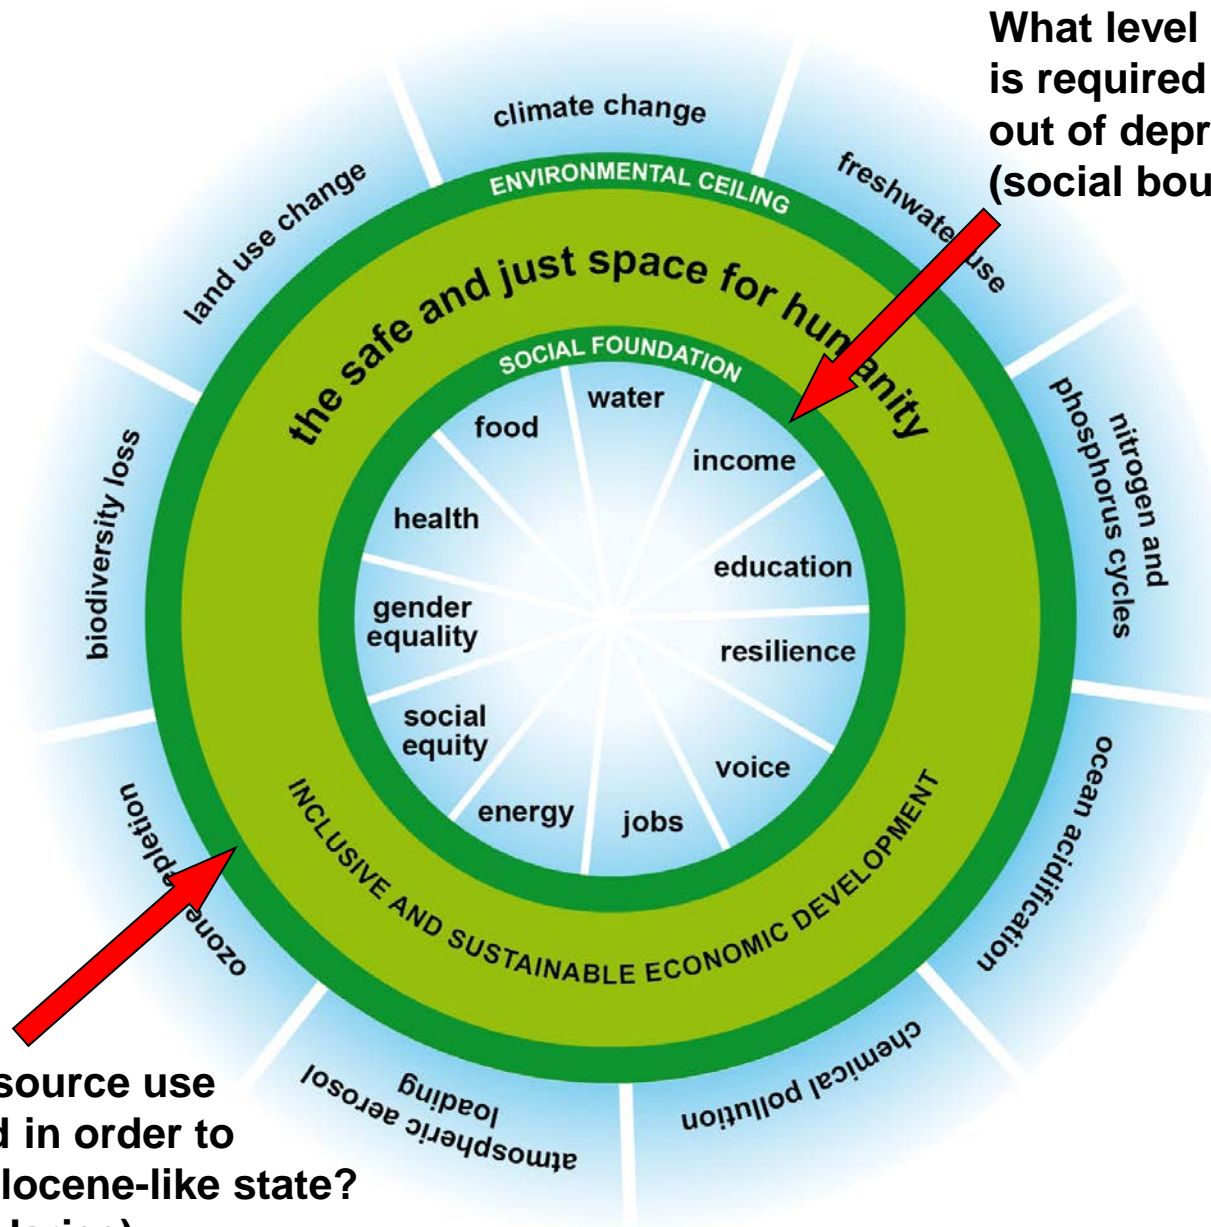 What level
is required
out of depr
(social bou
climate change
freshwater use
nitrogen and
phosphorus cycles
ocean acidification
chemical pollution
atmospheric aerosol
loading
ozone depletion
biodiversity loss
land use change
ENVIRONMENTAL CEILING
the safe and just space for humanity
SOCIAL FOUNDATION
water
income
education
resilience
voice
jobs
energy
social
equity
gender
equality
health
food
INCLUSIVE AND SUSTAINABLE ECONOMIC DEVELOPMENT
source use
d in order to
locene-like state?